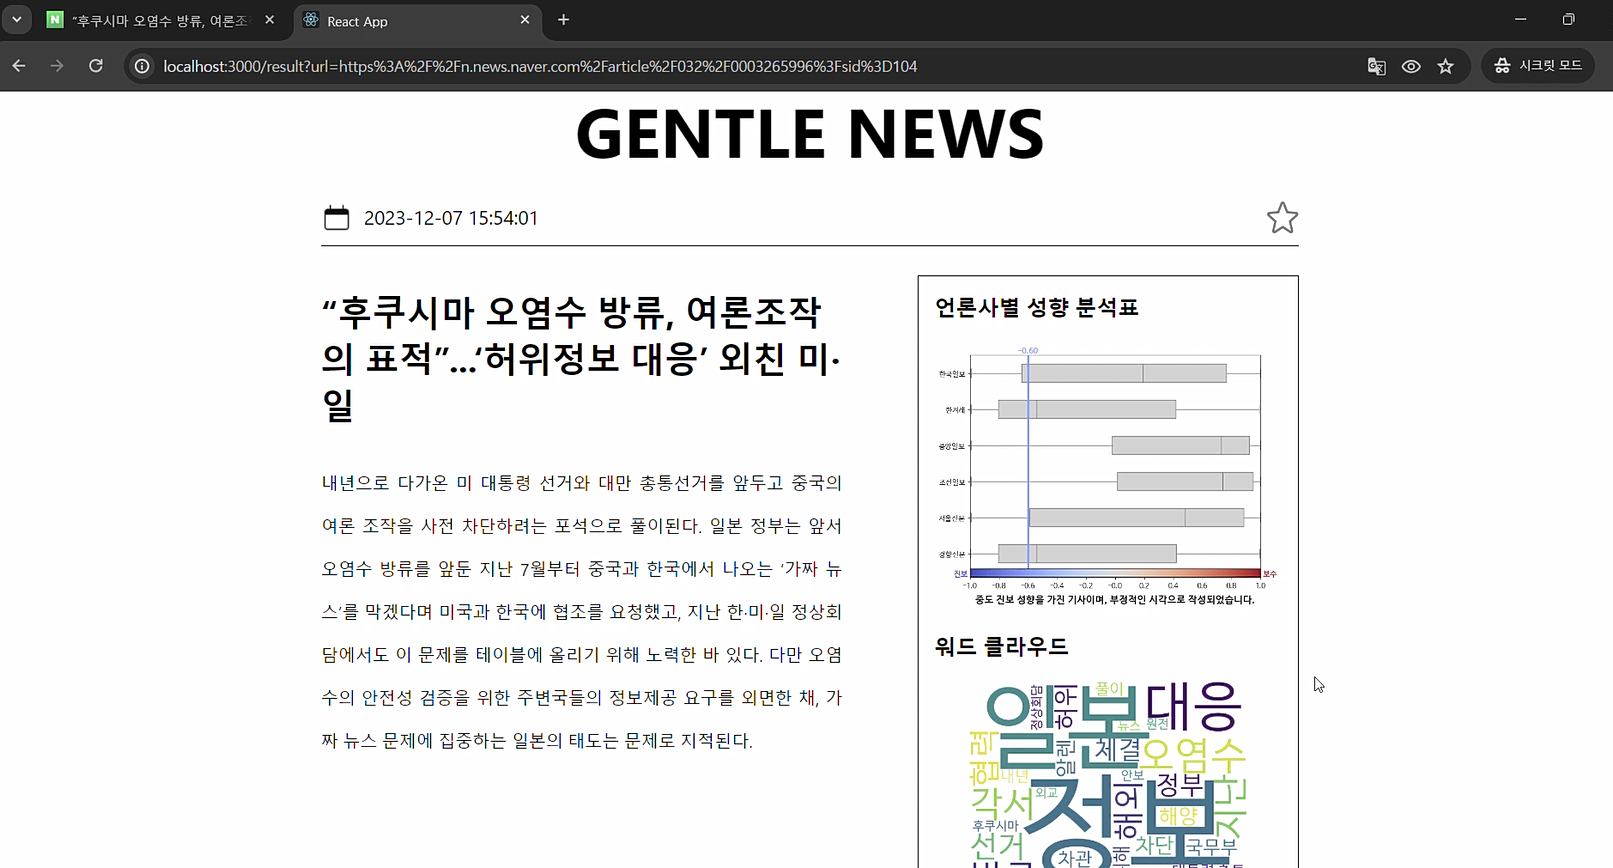 “후쿠시마 오염수 방류, 여론조
React App
localhost:3000/result?url=https%3A%2F%2Fn.news.naver.com%2Farticle%2F032%2F0003265996%3Fsid%3D104
시크릿 모드
GENTLE NEWS
2023-12-07 15:54:01
“후쿠시마 오염수 방류, 여론조작
의 표적”…‘허위정보 대응’ 외친 미·
일
내년으로 다가온 미 대통령 선거와 대만 총통선거를 앞두고 중국의
여론 조작을 사전 차단하려는 포석으로 풀이된다. 일본 정부는 앞서
오염수 방류를 앞둔 지난 7월부터 중국과 한국에서 나오는 ‘가짜 뉴
스’를 막겠다며 미국과 한국에 협조를 요청했고, 지난 한·미·일 정상회
담에서도 이 문제를 테이블에 올리기 위해 노력한 바 있다. 다만 오염
수의 안전성 검증을 위한 주변국들의 정보제공 요구를 외면한 채, 가
짜 뉴스 문제에 집중하는 일본의 태도는 문제로 지적된다.
언론사별 성향 분석표
-0.60
한국일보
한겨레
중앙일보
조선일보
서울신문
경향신문
진보
보수
-1.0 -0.8 -0.6 -0.4 -0.2 -0.0 0.2 0.4 0.6 0.8 1.0
중도 진보 성향을 가진 기사이며, 부정적인 시각으로 작성되었습니다.
워드 클라우드
일본
정상회담
허위
풀이
대응
뉴스
원전
협력
알렌
체결
오염수
내년
안보
정부
각서
외교
정보
해외
해양
지난
후쿠시마
선거
차관
차단
국무부